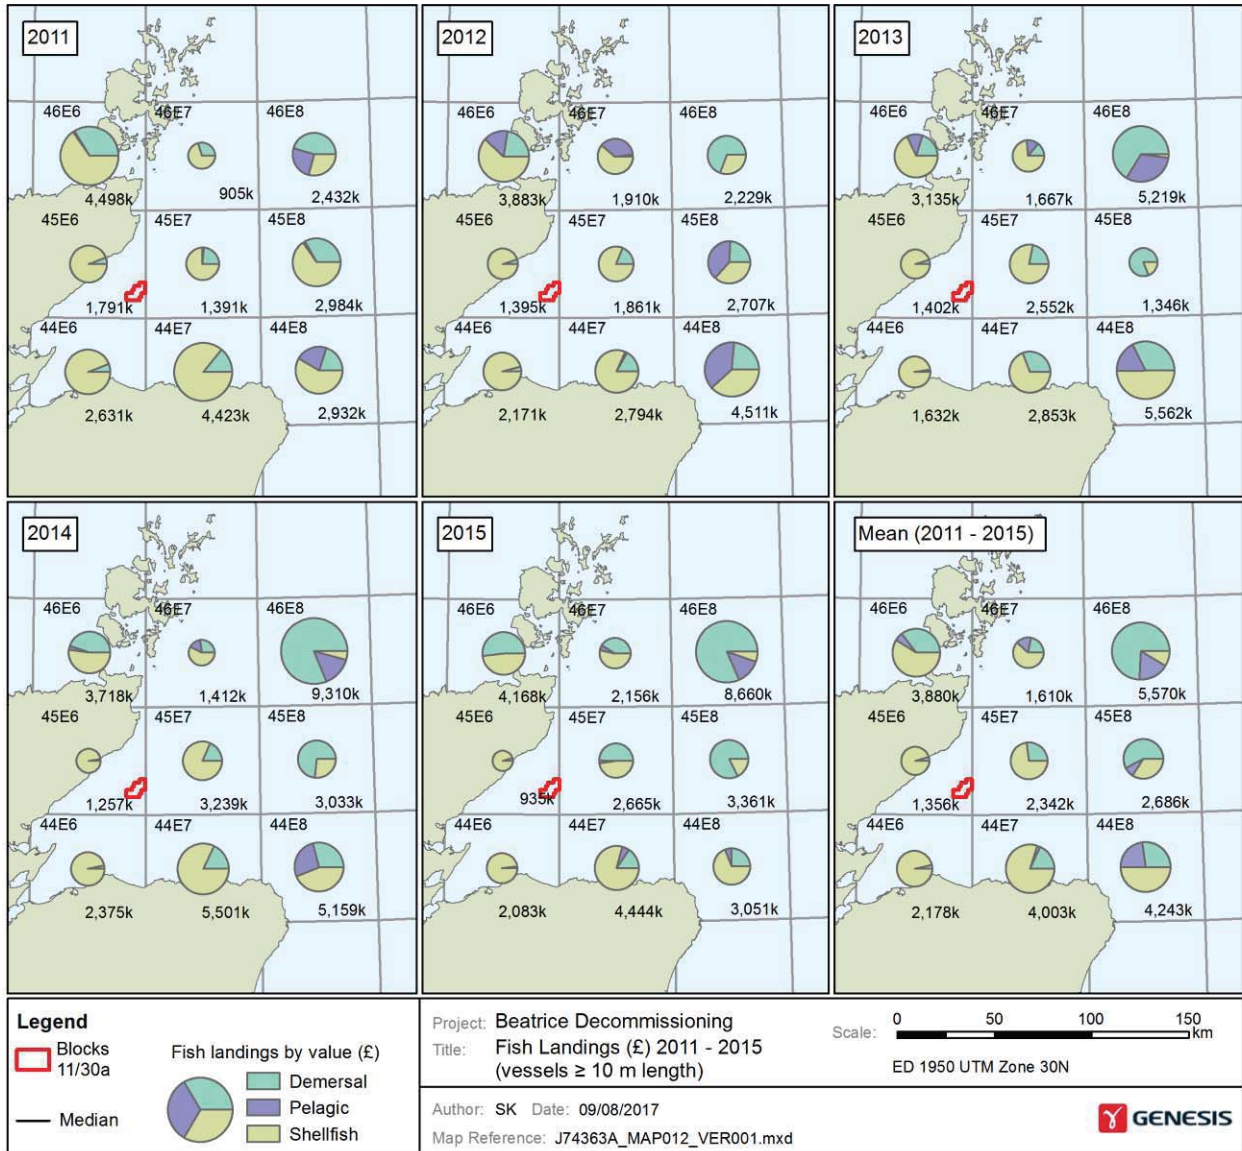 2011
46E6 46E7 46E8
4,498k 905k 2,432k
45E6 45E7 45E8
1,791k 1,391k 2,984k
44E6 44E7 44E8
2,631k 4,423k 2,932k
2012
46E6 46E7 46E8
3,883k 1,910k 2,229k
45E6 45E7 45E8
1,395k 1,861k 2,707k
44E6 44E7 44E8
2,171k 2,794k 4,511k
2013
46E6 46E7 46E8
3,135k 1,667k 5,219k
45E6 45E7 45E8
1,402k 2,552k 1,346k
44E6 44E7 44E8
1,632k 2,853k 5,562k
2014
46E6 46E7 46E8
3,718k 1,412k 9,310k
45E6 45E7 45E8
1,257k 3,239k 3,033k
44E6 44E7 44E8
2,375k 5,501k 5,159k
2015
46E6 46E7 46E8
4,168k 2,156k 8,660k
45E6 45E7 45E8
935k 2,665k 3,361k
44E6 44E7 44E8
2,083k 4,444k 3,051k
Mean (2011 - 2015)
46E6 46E7 46E8
3,880k 1,610k 5,570k
45E6 45E7 45E8
1,356k 2,342k 2,686k
44E6 44E7 44E8
2,178k 4,003k 4,243k
Legend
Blocks
11/30a
Median
Fish landings by value (£)
Demersal
Pelagic
Shellfish
Project: Beatrice Decommissioning
Title: Fish Landings (£) 2011 - 2015
(vessels ≥ 10 m length)
Scale: 0 50 100 150
km
ED 1950 UTM Zone 30N
Author: SK Date: 09/08/2017
Map Reference: J74363A_MAP012_VER001.mxd
GENESIS